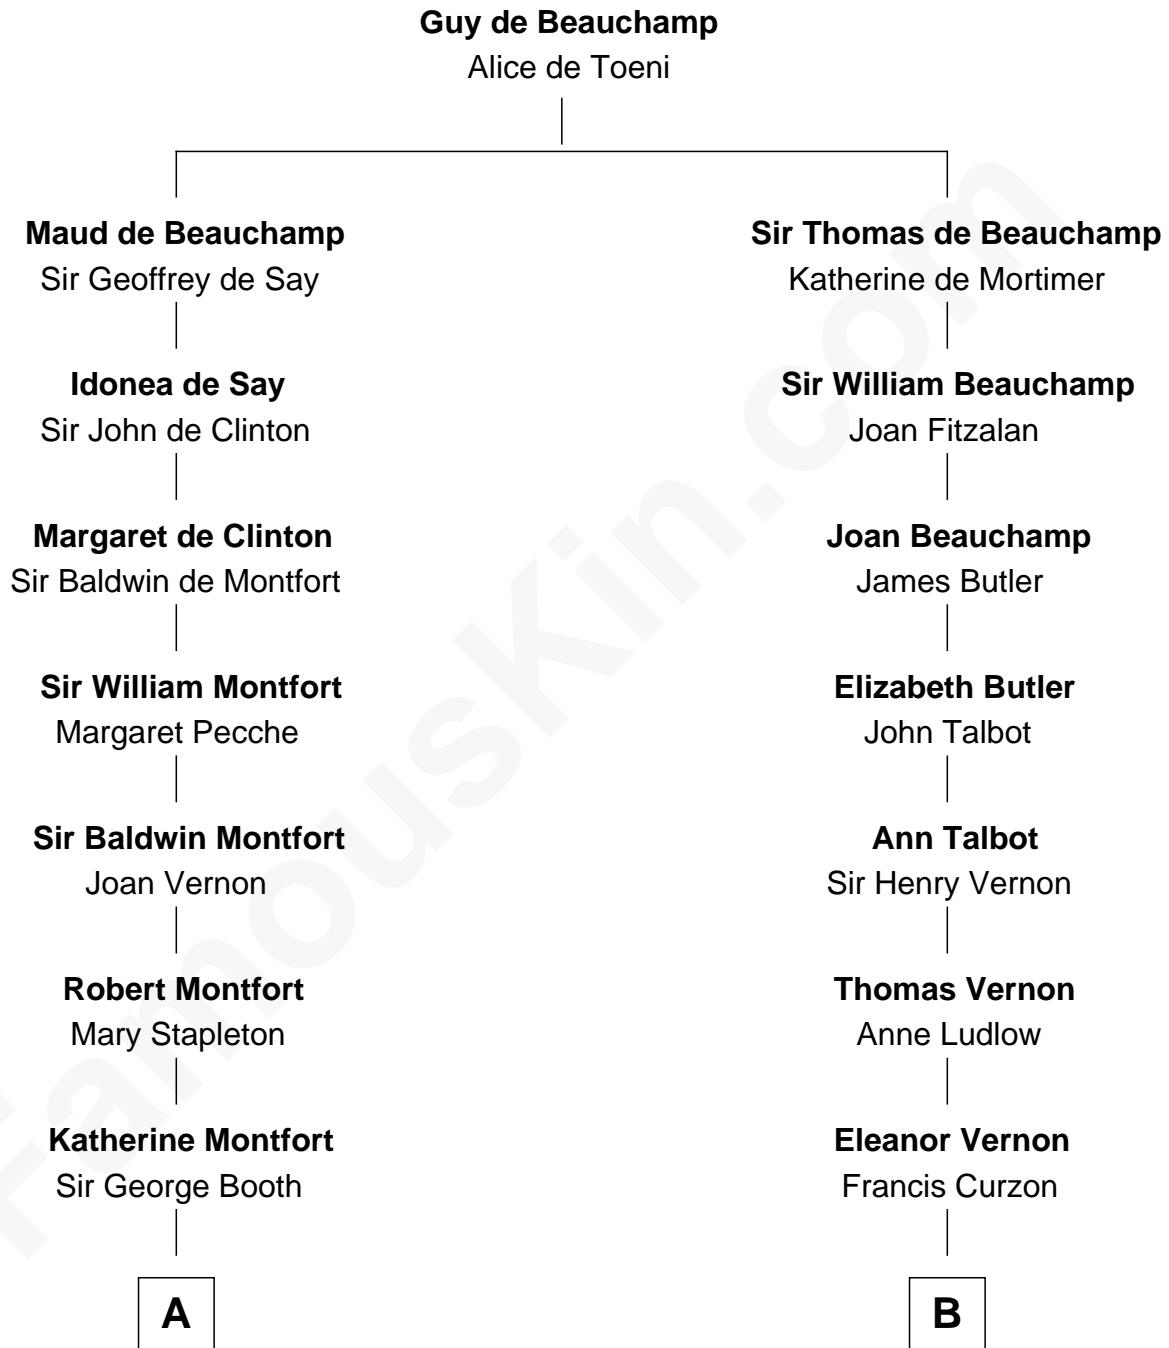 Guy de Beauchamp
Alice de Toeni
Maud de Beauchamp
Sir Geoffrey de Say
Sir Thomas de Beauchamp
Katherine de Mortimer
Idonea de Say
Sir John de Clinton
Sir William Beauchamp
Joan Fitzalan
Margaret de Clinton
Sir Baldwin de Montfort
Joan Beauchamp
James Butler
Sir William Montfort
Margaret Pecche
Elizabeth Butler
John Talbot
Sir Baldwin Montfort
Joan Vernon
Ann Talbot
Sir Henry Vernon
Robert Montfort
Mary Stapleton
Thomas Vernon
Anne Ludlow
Katherine Montfort
Sir George Booth
Eleanor Vernon
Francis Curzon
A
B
FamousKin.com